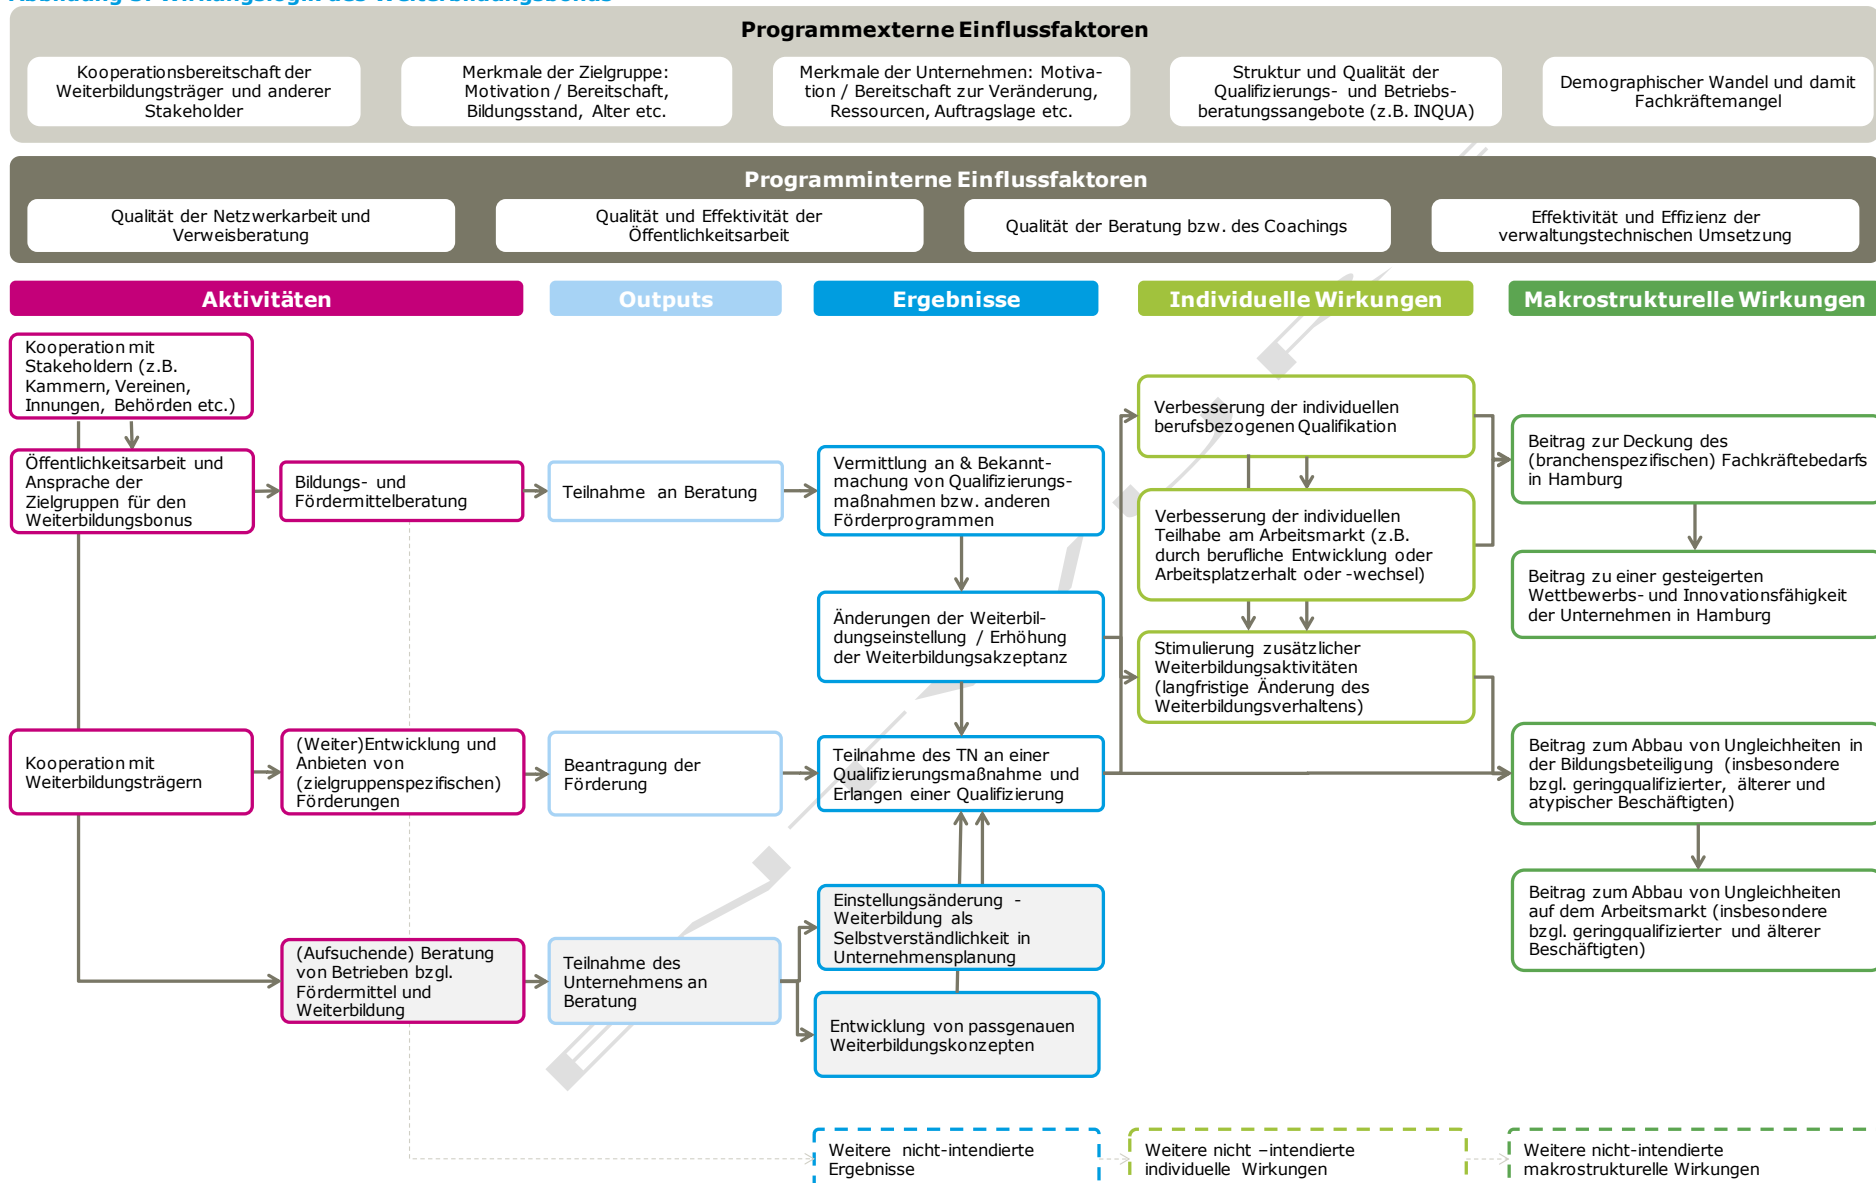 Abbildung 3: Wirkungslogik des Weiterbildungsbonus
Programmexterne Einflussfaktoren
Kooperationsbereitschaft der
Weiterbildungsträger und anderer
Stakeholder
Merkmale der Zielgruppe:
Motivation / Bereitschaft,
Bildungsstand, Alter etc.
Merkmale der Unternehmen: Motiva-
tion / Bereitschaft zur Veränderung,
Ressourcen, Auftragslage etc.
Struktur und Qualität der
Qualifizierungs- und Betriebs-
beratungssangebote (z.B. INQUA)
Demographischer Wandel und damit
Fachkräftemangel
Programminterne Einflussfaktoren
Qualität der Netzwerkarbeit und
Verweisberatung
Qualität und Effektivität der
Öffentlichkeitsarbeit
Qualität der Beratung bzw. des Coachings
Effektivität und Effizienz der
verwaltungstechnischen Umsetzung
Aktivitäten
Outputs
Ergebnisse
Individuelle Wirkungen
Makrostrukturelle Wirkungen
Kooperation mit
Stakeholdern (z.B.
Kammern, Vereinen,
Innungen, Behörden etc.)
Öffentlichkeitsarbeit und
Ansprache der
Zielgruppen für den
Weiterbildungsbonus
Bildungs- und
Fördermittelberatung
Teilnahme an Beratung
Vermittlung an & Bekannt-
machung von Qualifizierungs-
maßnahmen bzw. anderen
Förderprogrammen
Verbesserung der individuellen
berufsbezogenen Qualifikation
Beitrag zur Deckung des
(branchenspezifischen) Fachkräftebedarfs
in Hamburg
Verbesserung der individuellen
Teilhabe am Arbeitsmarkt (z.B.
durch berufliche Entwicklung oder
Arbeitsplatzerhalt oder -wechsel)
Beitrag zu einer gesteigerten
Wettbewerbs- und Innovationsfähigkeit
der Unternehmen in Hamburg
Änderungen der Weiterbil-
dungseinstellung / Erhöhung
der Weiterbildungsakzeptanz
Stimulierung zusätzlicher
Weiterbildungsaktivitäten
(langfristige Änderung des
Weiterbildungsverhaltens)
Kooperation mit
Weiterbildungsträgern
(Weiter)Entwicklung und
Anbieten von
(zielgruppenspezifischen)
Förderungen
Beantragung der
Förderung
Teilnahme des TN an einer
Qualifizierungsmaßnahme und
Erlangen einer Qualifizierung
Beitrag zum Abbau von Ungleichheiten in
der Bildungsbeteiligung (insbesondere
bzgl. geringqualifizierter, älterer und
atypischer Beschäftigten)
(Aufsuchende) Beratung
von Betrieben bzgl.
Fördermittel und
Weiterbildung
Teilnahme des
Unternehmens an
Beratung
Einstellungsänderung -
Weiterbildung als
Selbstverständlichkeit in
Unternehmensplanung
Beitrag zum Abbau von Ungleichheiten
auf dem Arbeitsmarkt (insbesondere
bzgl. geringqualifizierter und älterer
Beschäftigten)
Entwicklung von passgenauen
Weiterbildungskonzepten
Weitere nicht-intendierte
Ergebnisse
Weitere nicht –intendierte
individuelle Wirkungen
Weitere nicht-intendierte
makrostrukturelle Wirkungen